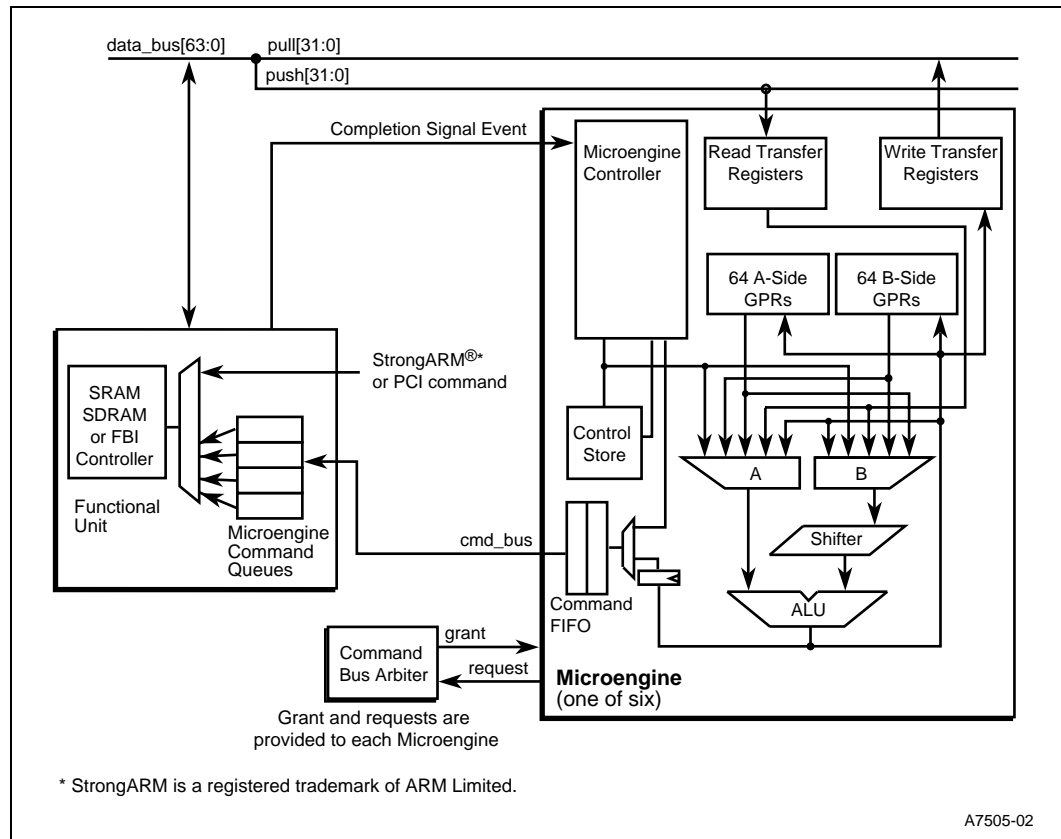 data_bus[63:0]
pull[31:0]
push[31:0]
Completion Signal Event
Microengine
Controller
Read Transfer
Registers
Write Transfer
Registers
64 A-Side
GPRs
64 B-Side
GPRs
StrongARM®*
or PCI command
SRAM
SDRAM
or FBI
Controller
Functional
Unit
Microengine
Command
Queues
Control
Store
A
B
Shifter
ALU
cmd_bus
Command
FIFO
Command
Bus Arbiter
grant
request
Microengine
(one of six)
Grant and requests are
provided to each Microengine
* StrongARM is a registered trademark of ARM Limited.
A7505-02